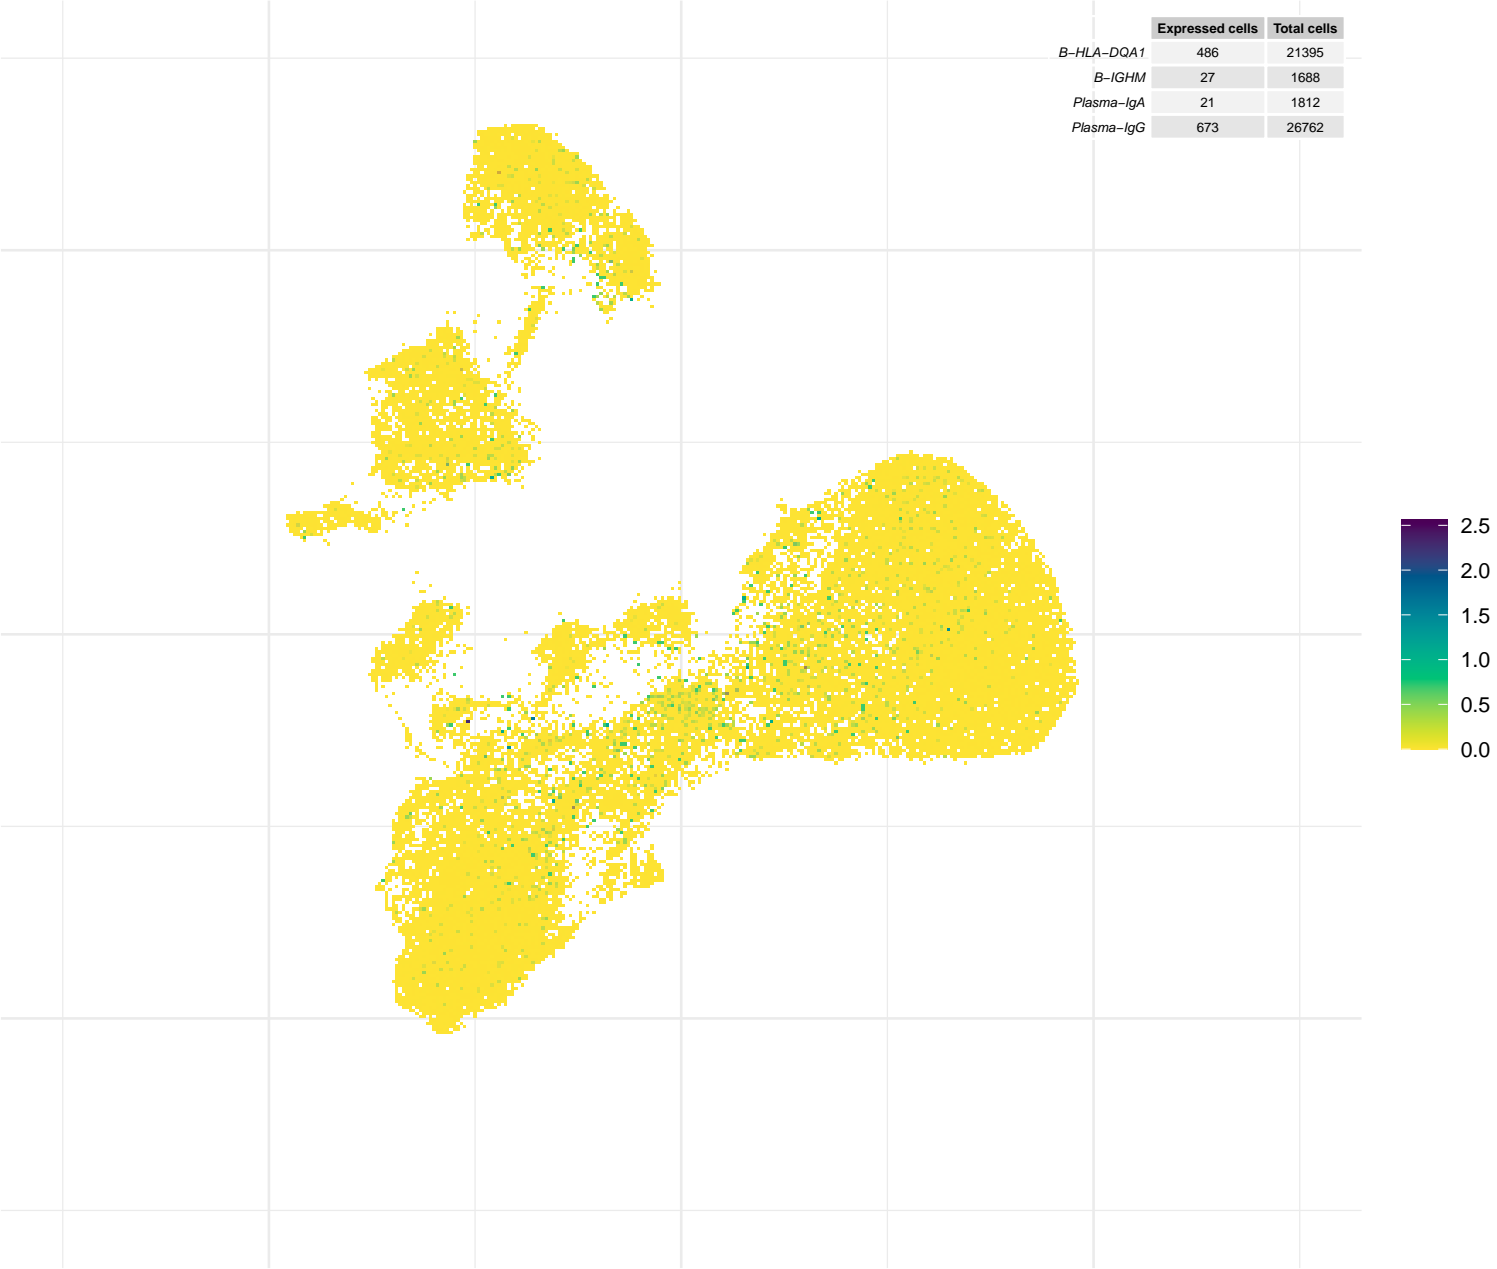 Expressed cells Total cells
B−HLA−DQA1 486 21395
B−IGHM 27 1688
Plasma−IgA 21 1812
Plasma−IgG 673 26762
2.5
2.0
1.5
1.0
0.5
0.0